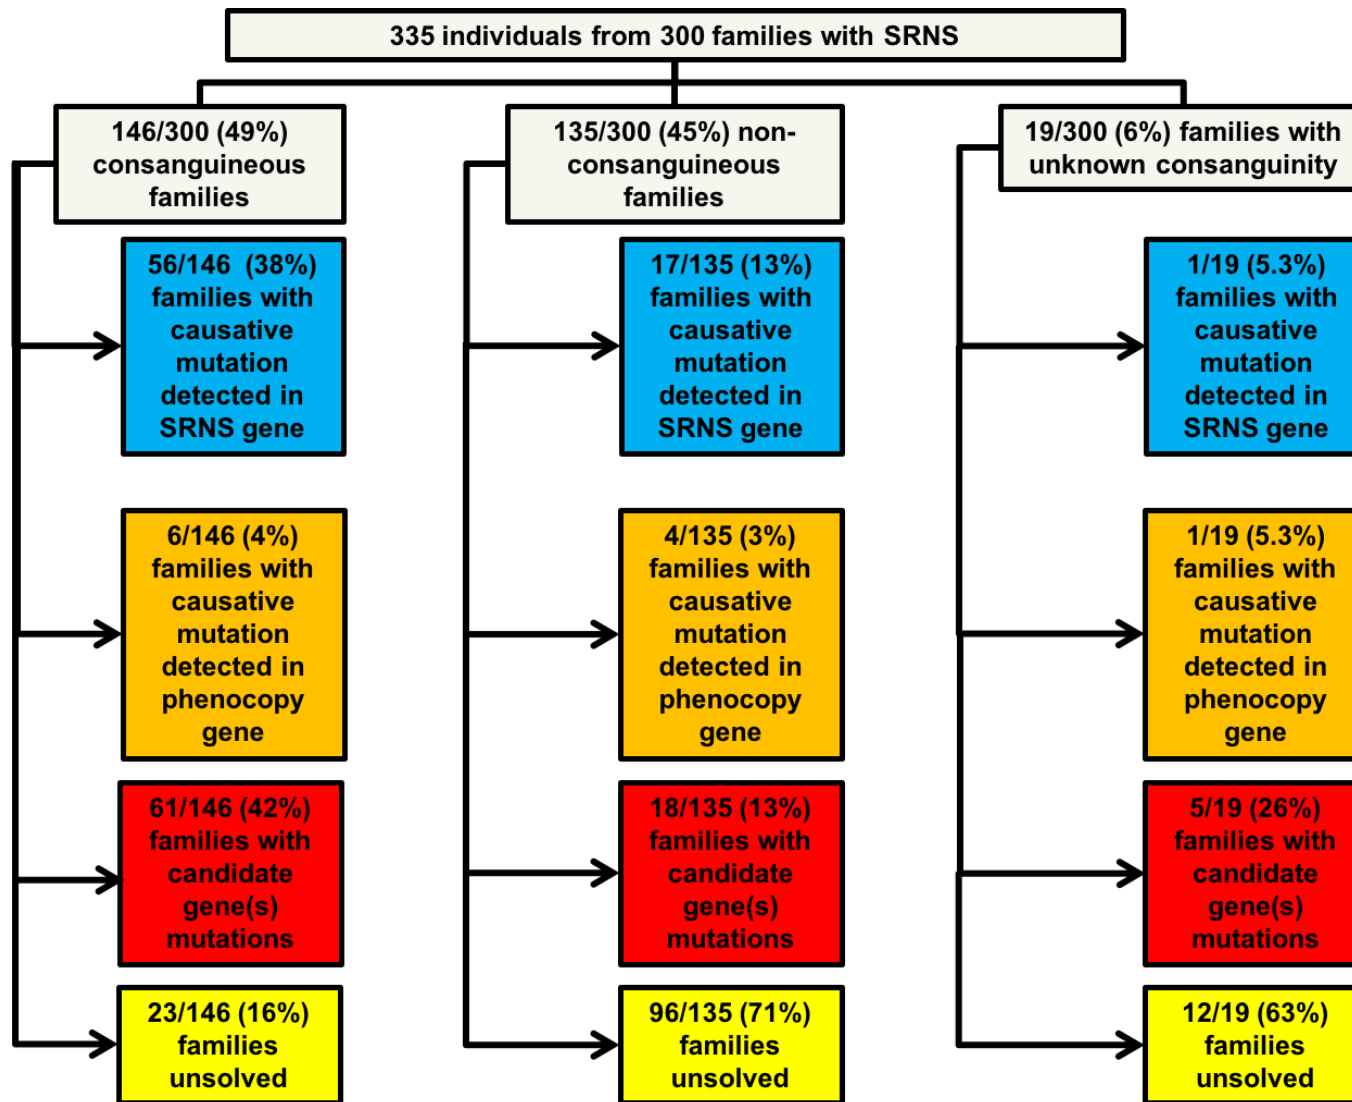 335 individuals from 300 families with SRNS
146/300 (49%)
consanguineous
families
135/300 (45%) non-
consanguineous
families
19/300 (6%) families with
unknown consanguinity
56/146 (38%)
families with
causative
mutation
detected in
SRNS gene
17/135 (13%)
families with
causative
mutation
detected in
SRNS gene
1/19 (5.3%)
families with
causative
mutation
detected in
SRNS gene
6/146 (4%)
families with
causative
mutation
detected in
phenocopy
gene
4/135 (3%)
families with
causative
mutation
detected in
phenocopy
gene
1/19 (5.3%)
families with
causative
mutation
detected in
phenocopy
gene
61/146 (42%)
families with
candidate
gene(s)
mutations
18/135 (13%)
families with
candidate
gene(s)
mutations
5/19 (26%)
families with
candidate
gene(s)
mutations
23/146 (16%)
families
unsolved
96/135 (71%)
families
unsolved
12/19 (63%)
families
unsolved